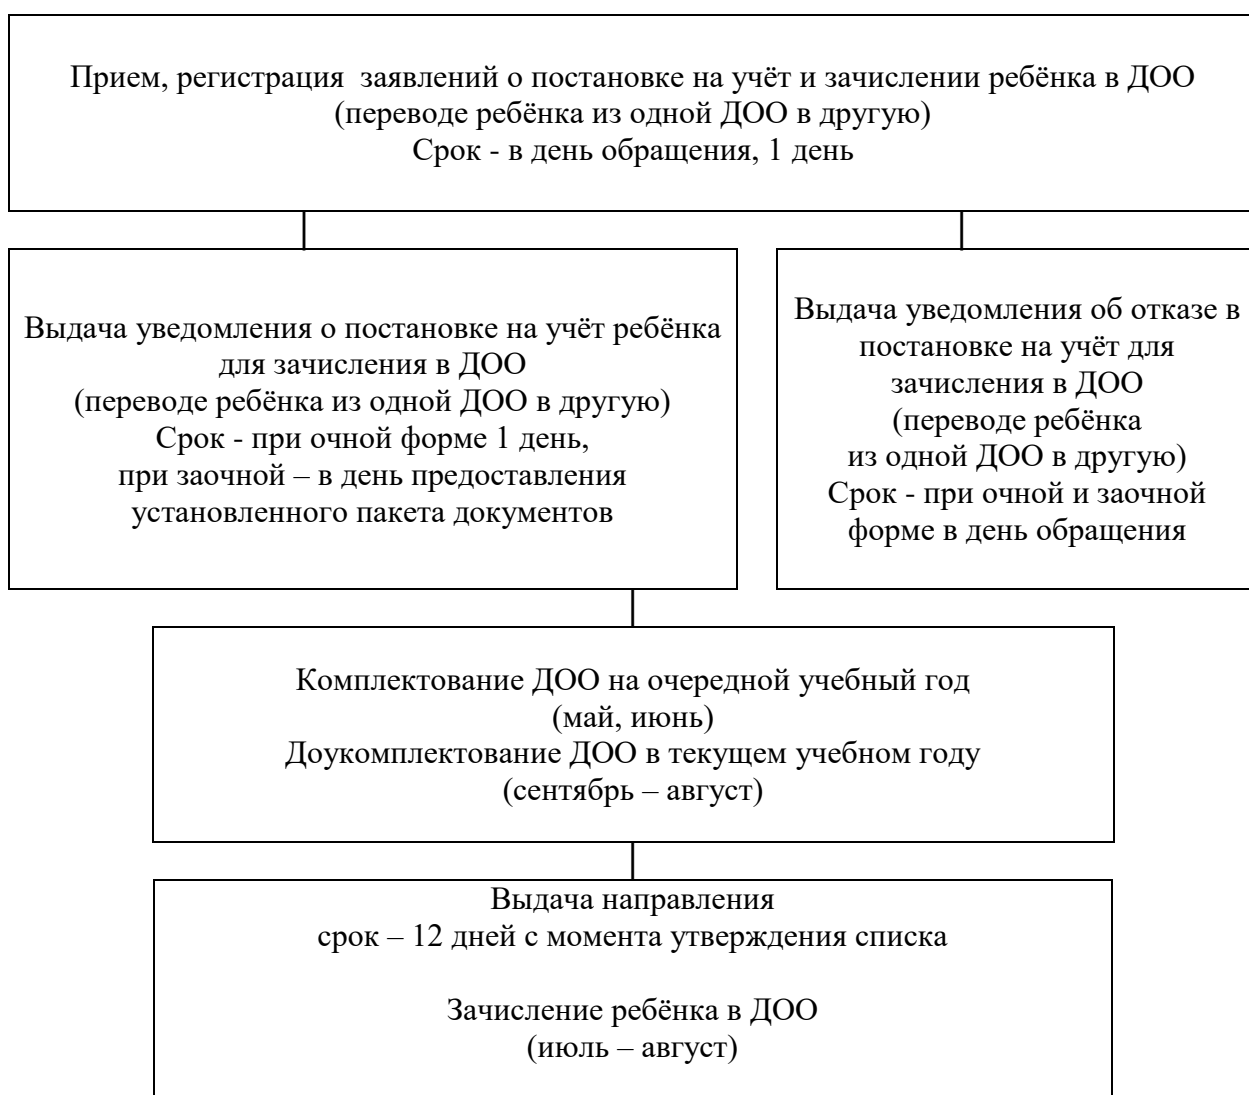 Прием, регистрация  заявлений о постановке на учёт и зачислении ребёнка в ДОО
(переводе ребёнка из одной ДОО в другую)
Срок - в день обращения, 1 день
Выдача уведомления о постановке на учёт ребёнка
для зачисления в ДОО
(переводе ребёнка из одной ДОО в другую)
Срок - при очной форме 1 день,
при заочной – в день предоставления
установленного пакета документов
Выдача уведомления об отказе в
постановке на учёт для
зачисления в ДОО
(переводе ребёнка
из одной ДОО в другую)
Срок - при очной и заочной
форме в день обращения
Комплектование ДОО на очередной учебный год
(май, июнь)
Доукомплектование ДОО в текущем учебном году
(сентябрь – август)
Выдача направления
срок – 12 дней с момента утверждения списка
Зачисление ребёнка в ДОО
(июль – август)